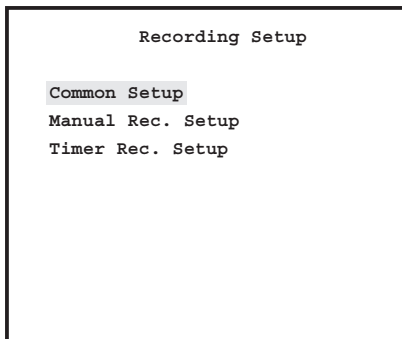 Recording Setup
Common Setup
Manual Rec. Setup
Timer Rec. Setup